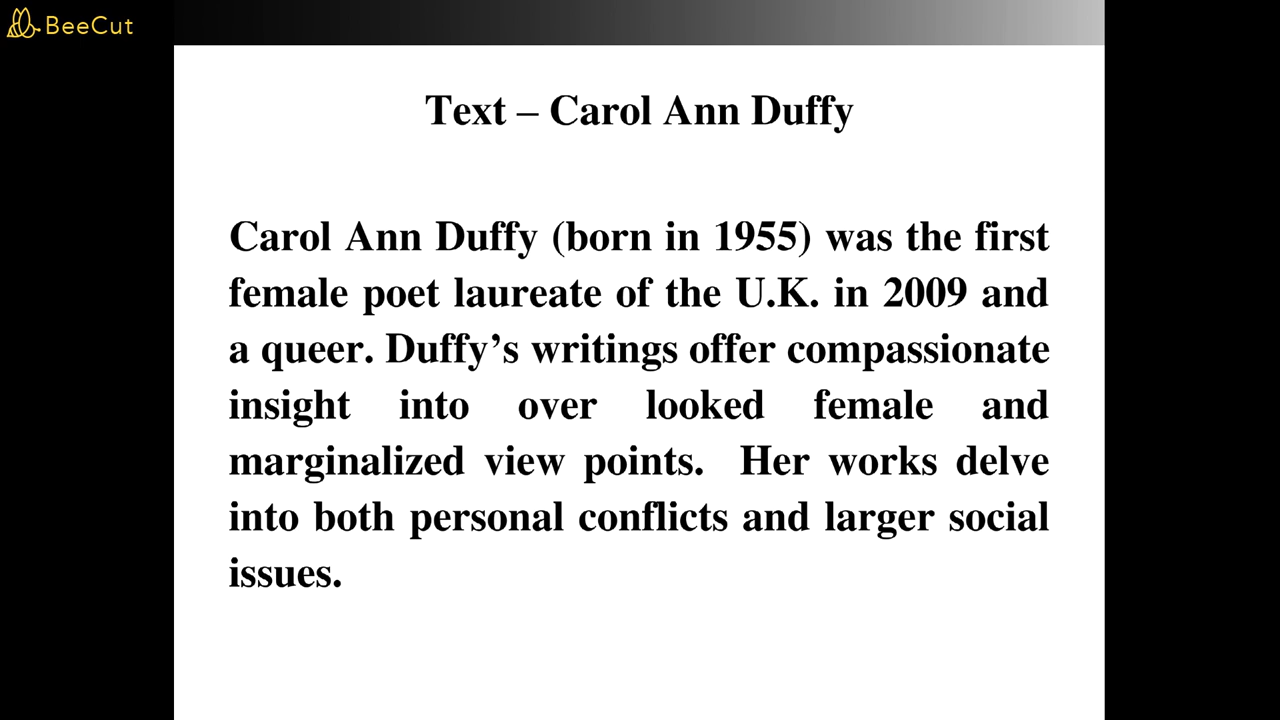 BeeCut
Text – Carol Ann Duffy
Carol Ann Duffy (born in 1955) was the first
female poet laureate of the U.K. in 2009 and
a queer. Duffy’s writings offer compassionate
insight into over looked female and
marginalized view points. Her works delve
into both personal conflicts and larger social
issues.